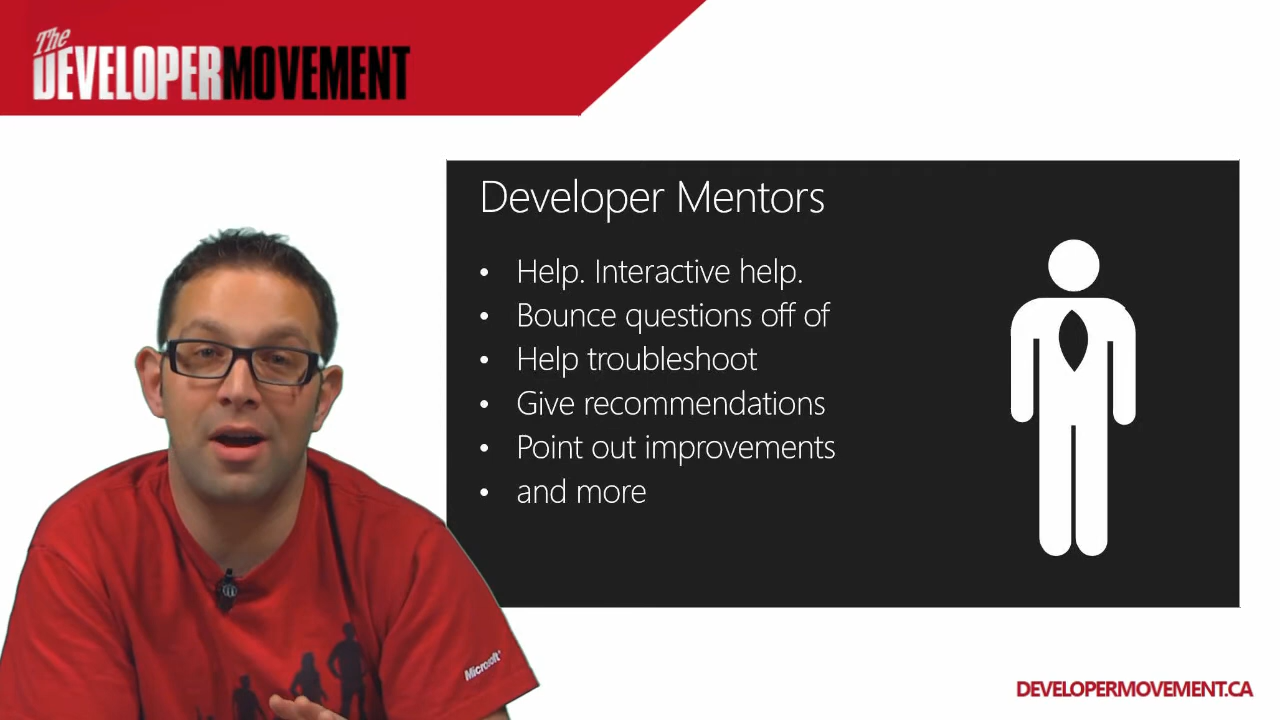 The
DEVELOPERMOVEMENT
Developer Mentors
• Help. Interactive help.
• Bounce questions off of
• Help troubleshoot
• Give recommendations
• Point out improvements
• and more
Microsoft
DEVELOPERMOVEMENT.CA